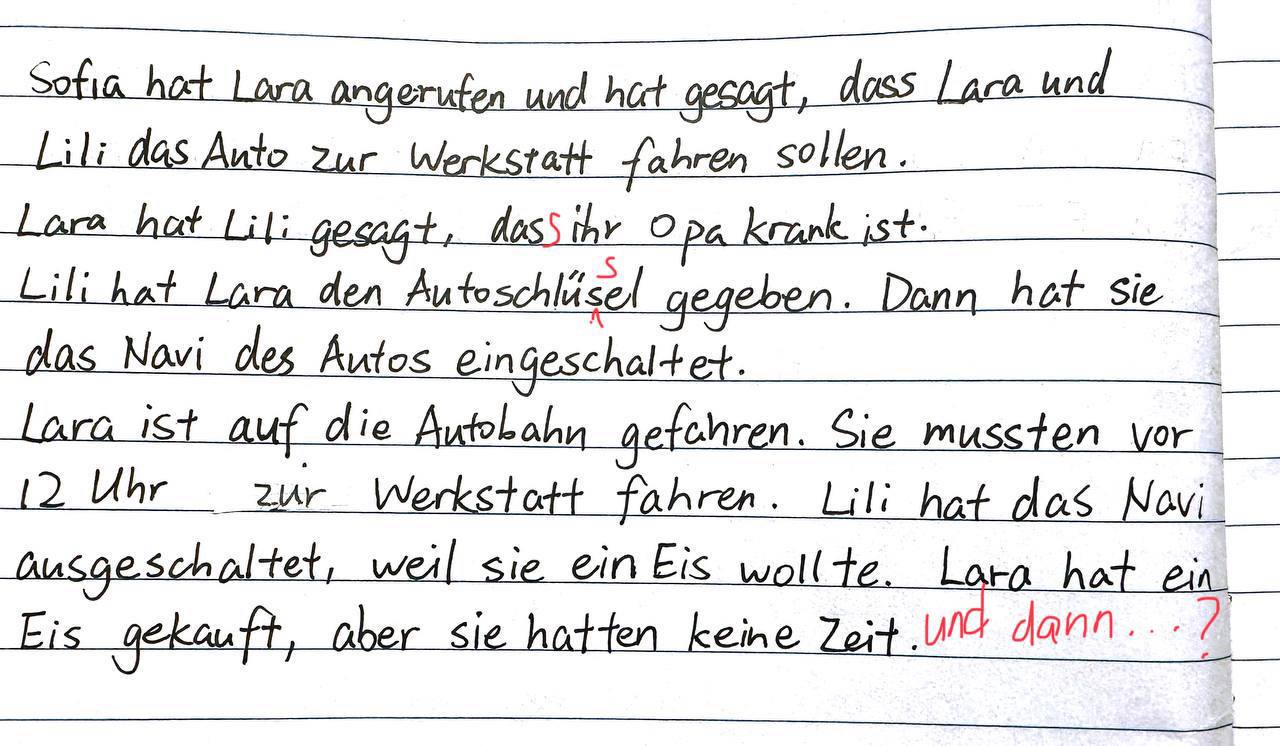 Sofia hat Lara angerufen und hat gesagt, dass Lara und
Lili das Auto zur Werkstatt fahren sollen.
Lara hat Lili gesagt, dass ihr Opa krank ist.
Lili hat Lara den Autoschlüssel gegeben. Dann hat sie
das Navi des Autos eingeschaltet.
Lara ist auf die Autobahn gefahren. Sie mussten vor
12 Uhr zur Werkstatt fahren. Lili hat das Navi
ausgeschaltet, weil sie ein Eis wollte. Lara hat ein
Eis gekauft, aber sie hatten keine Zeit. und dann...?